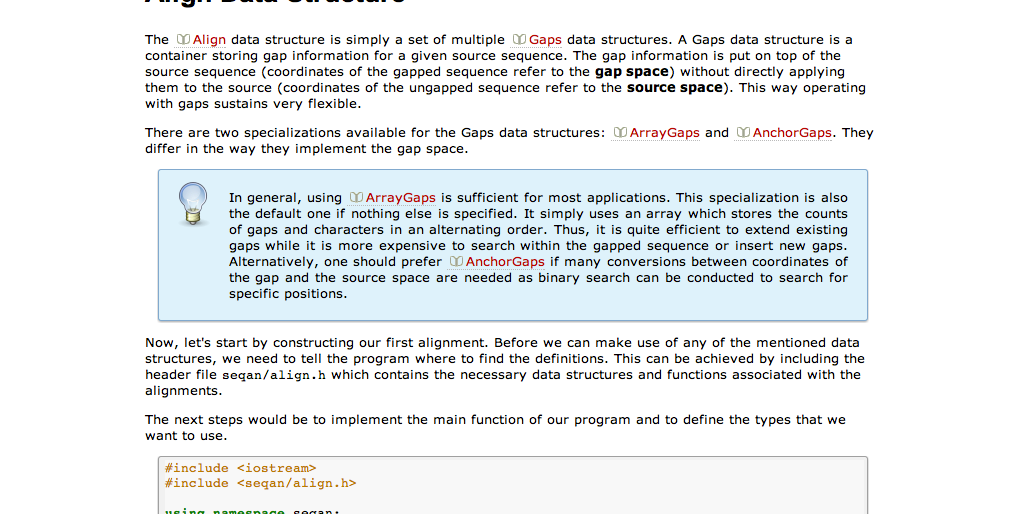 Align Data Structure
The Align data structure is simply a set of multiple Gaps data structures. A Gaps data structure is a
container storing gap information for a given source sequence. The gap information is put on top of the
source sequence (coordinates of the gapped sequence refer to the gap space) without directly applying
them to the source (coordinates of the ungapped sequence refer to the source space). This way operating
with gaps sustains very flexible.
There are two specializations available for the Gaps data structures: ArrayGaps and AnchorGaps. They
differ in the way they implement the gap space.
In general, using ArrayGaps is sufficient for most applications. This specialization is also
the default one if nothing else is specified. It simply uses an array which stores the counts
of gaps and characters in an alternating order. Thus, it is quite efficient to extend existing
gaps while it is more expensive to search within the gapped sequence or insert new gaps.
Alternatively, one should prefer AnchorGaps if many conversions between coordinates of
the gap and the source space are needed as binary search can be conducted to search for
specific positions.
Now, let's start by constructing our first alignment. Before we can make use of any of the mentioned data
structures, we need to tell the program where to find the definitions. This can be achieved by including the
header file seqan/align.h which contains the necessary data structures and functions associated with the
alignments.
The next steps would be to implement the main function of our program and to define the types that we
want to use.
#include <iostream>
#include <seqan/align.h>
using namespace seqan;